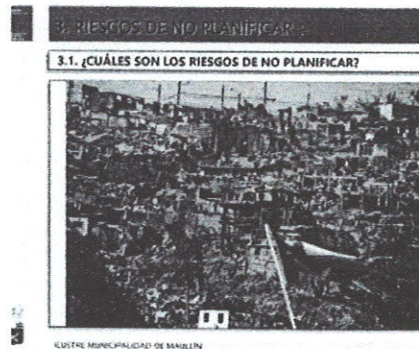 3. RIESGOS DE NO PLANIFICAR
3.1. ¿CUÁLES SON LOS RIESGOS DE NO PLANIFICAR?
ILUSTRE MUNICIPALIDAD DE MAULLÍN